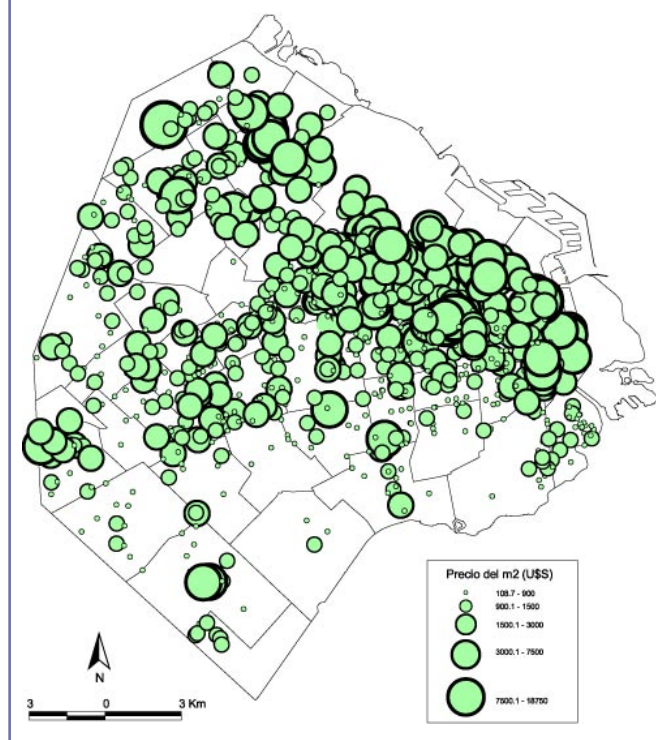 Precio del m2 (U$S)
108.7 - 900
900.1 - 1500
1500.1 - 3000
3000.1 - 7500
7500.1 - 18750
N
3 0 3 Km